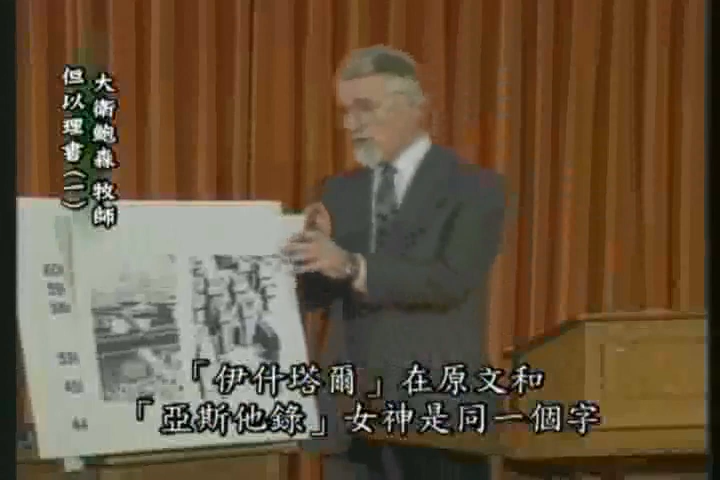 大衛鮑森 牧師
但以理書(一)
「伊什塔爾」在原文和
「亞斯他錄」女神是同一個字